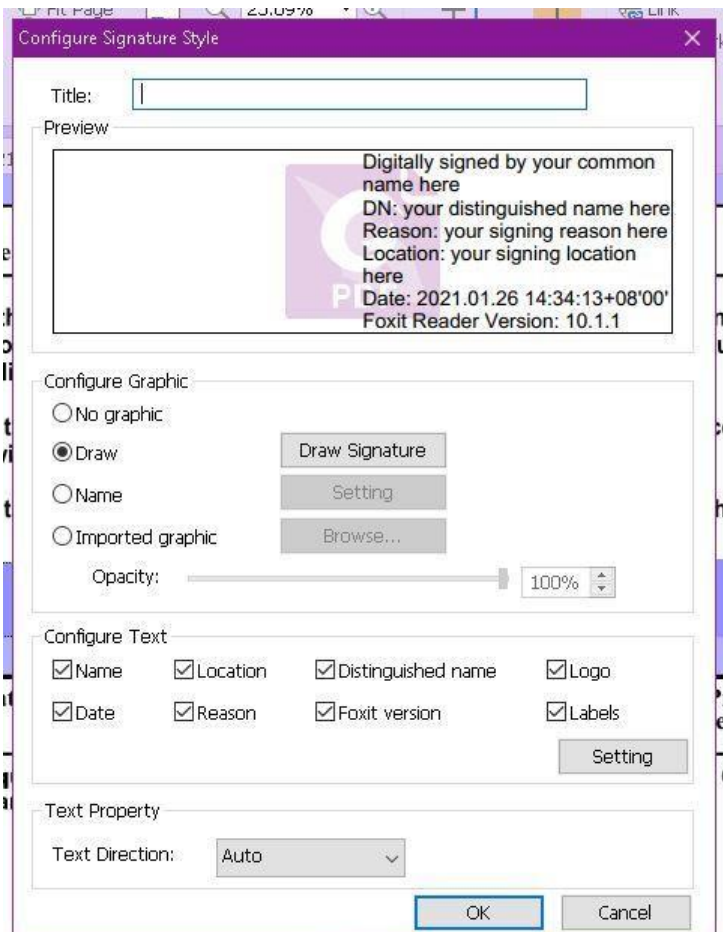 Fit Page
25.09%
Link
Configure Signature Style
Title:
Preview
Digitally signed by your common
name here
DN: your distinguished name here
Reason: your signing reason here
Location: your signing location
here
Date: 2021.01.26 14:34:13+08'00'
Foxit Reader Version: 10.1.1
PDF
Configure Graphic
No graphic
Draw
Draw Signature
Name
Setting
Imported graphic
Browse...
Opacity:
100%
Configure Text
Name
Location
Distinguished name
Logo
Date
Reason
Foxit version
Labels
Setting
Text Property
Text Direction:
Auto
OK
Cancel